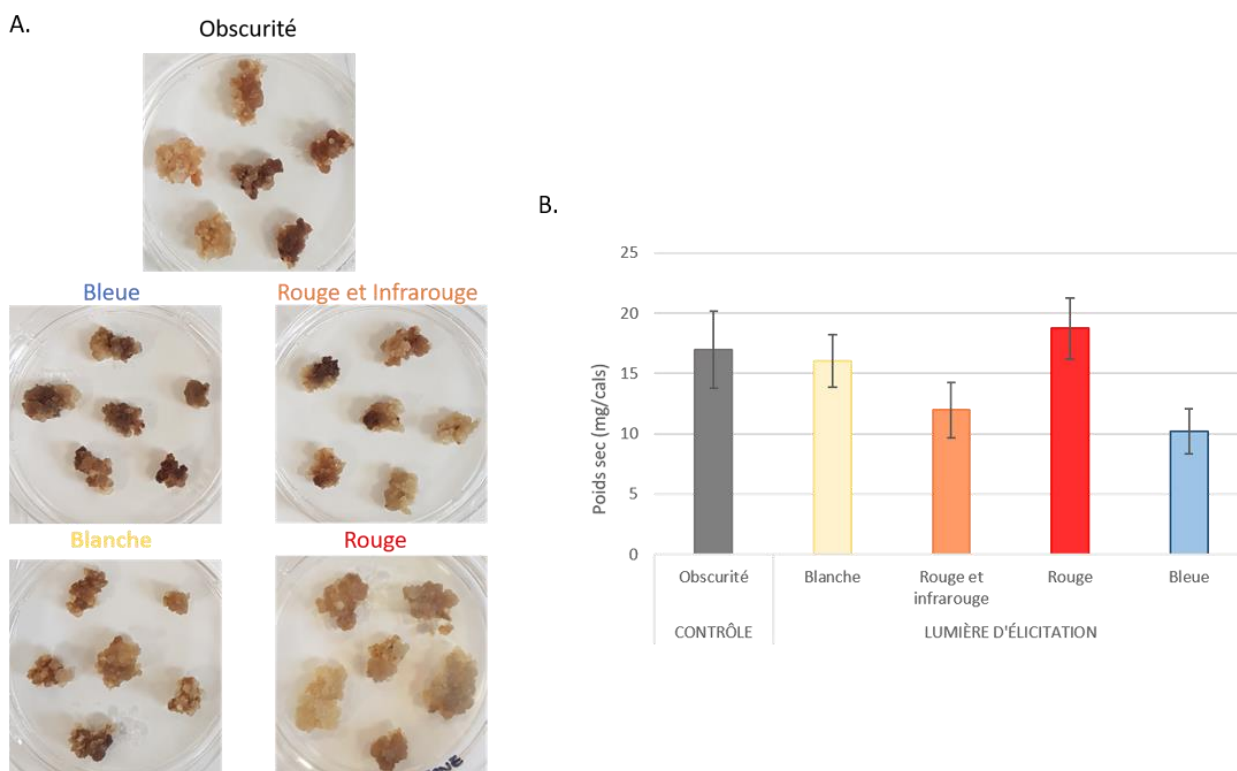 A.
Obscurité
Bleue
Rouge et Infrarouge
Blanche
Rouge
B.
Poids sec (mg/cals)
25
20
15
10
5
0
Obscurité
Blanche
Rouge et
infrarouge
Rouge
Bleue
CONTRÔLE
LUMIÈRE D'ÉLICITATION